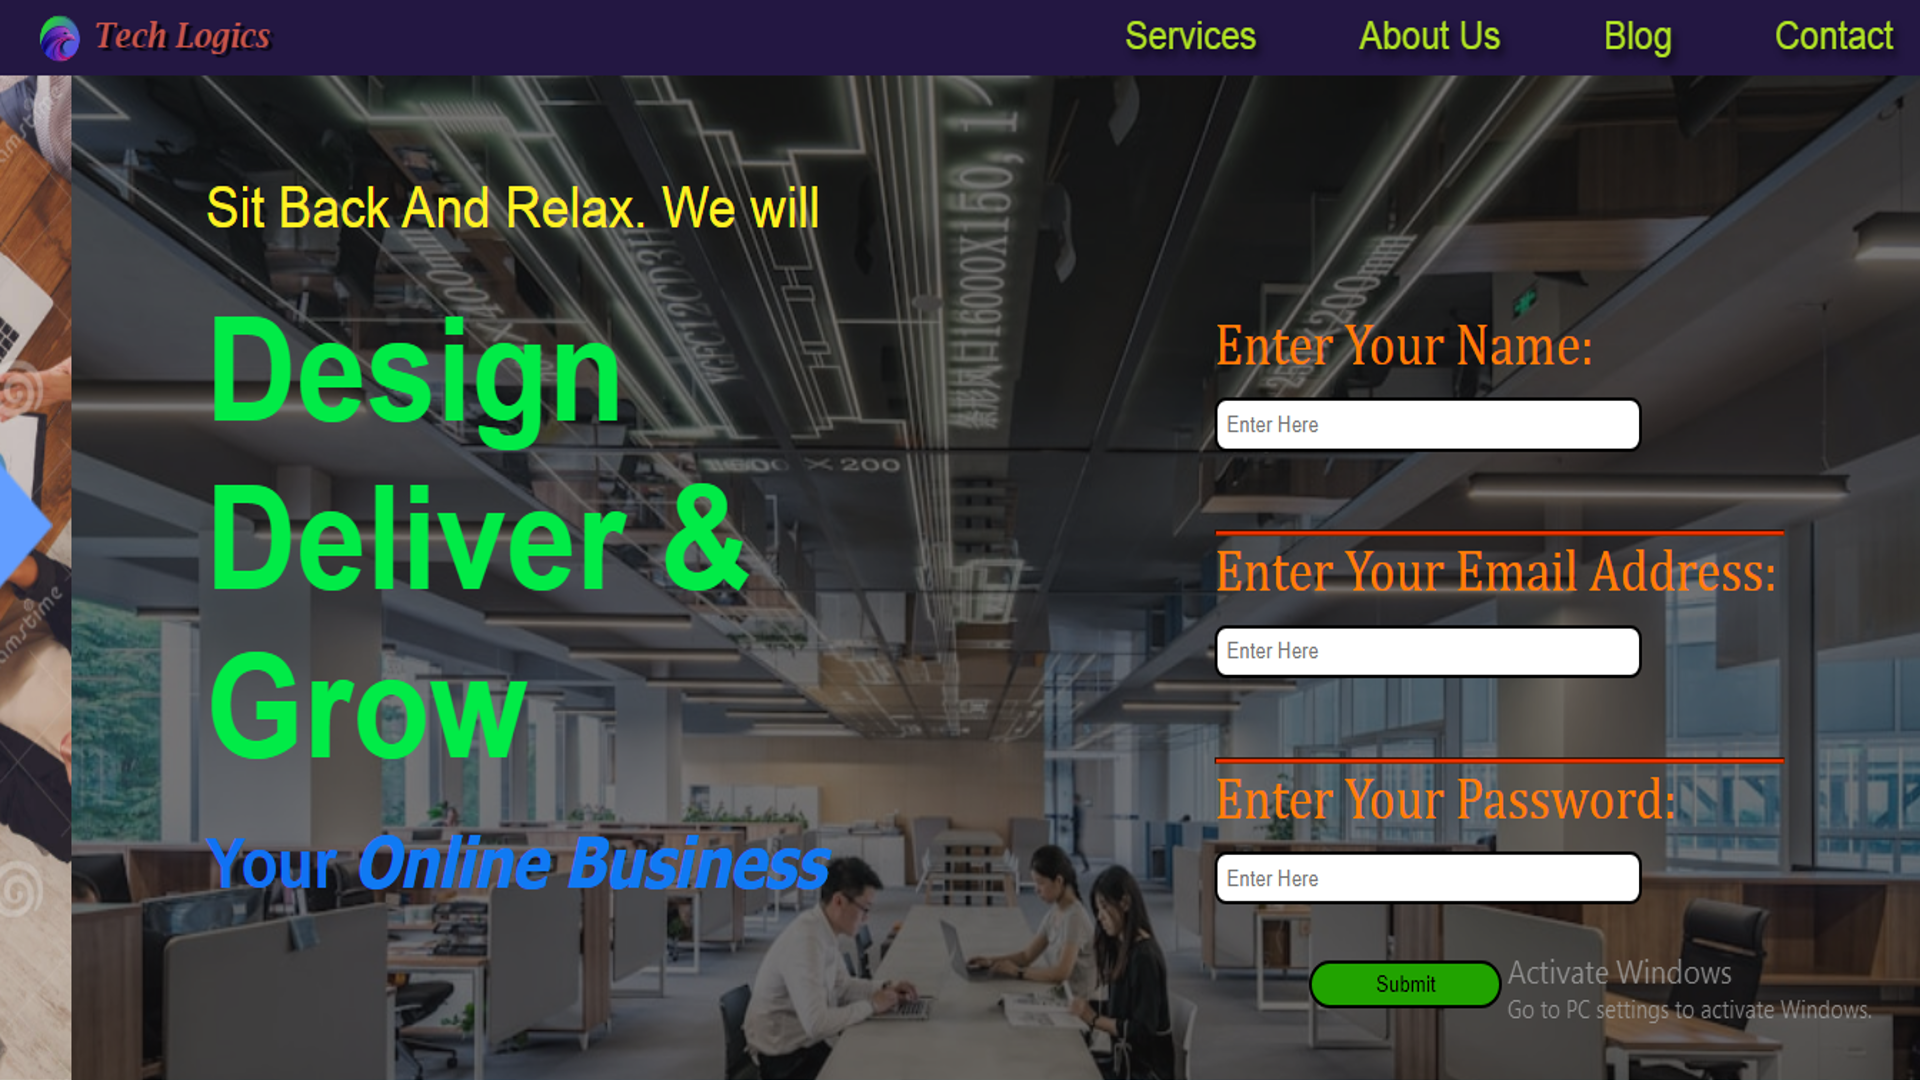 Tech Logics
Services
About Us
Blog
Contact
Sit Back And Relax. We will
Design
Deliver &
Grow
Your Online Business
Enter Your Name:
Enter Here
Enter Your Email Address:
Enter Here
Enter Your Password:
Enter Here
Submit
Activate Windows
Go to PC settings to activate Windows.
1600 X 200